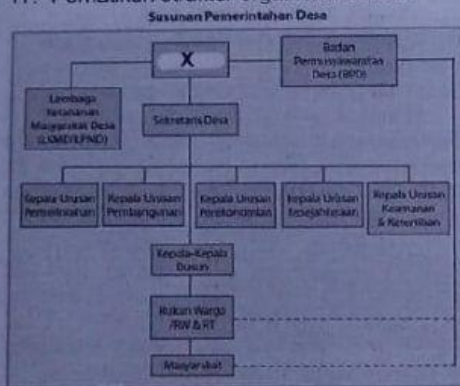 Susunan Pemerintahan Desa
X
Badan
Permusyawaratan
Desa (BPD)
Lembaga
Ketahanan
Masyarakat Desa
(LKMD/LPMD)
Sekretaris Desa
Kepala Urusan
Pemerintahan
Kepala Urusan
Pembangunan
Kepala Urusan
Perekonomian
Kepala Urusan
Kesejahteraan
Kepala Urusan
Keamanan
& Ketertiban
Kepala-Kepala
Dusun
Rukun Warga
/RW & RT
Masyarakat